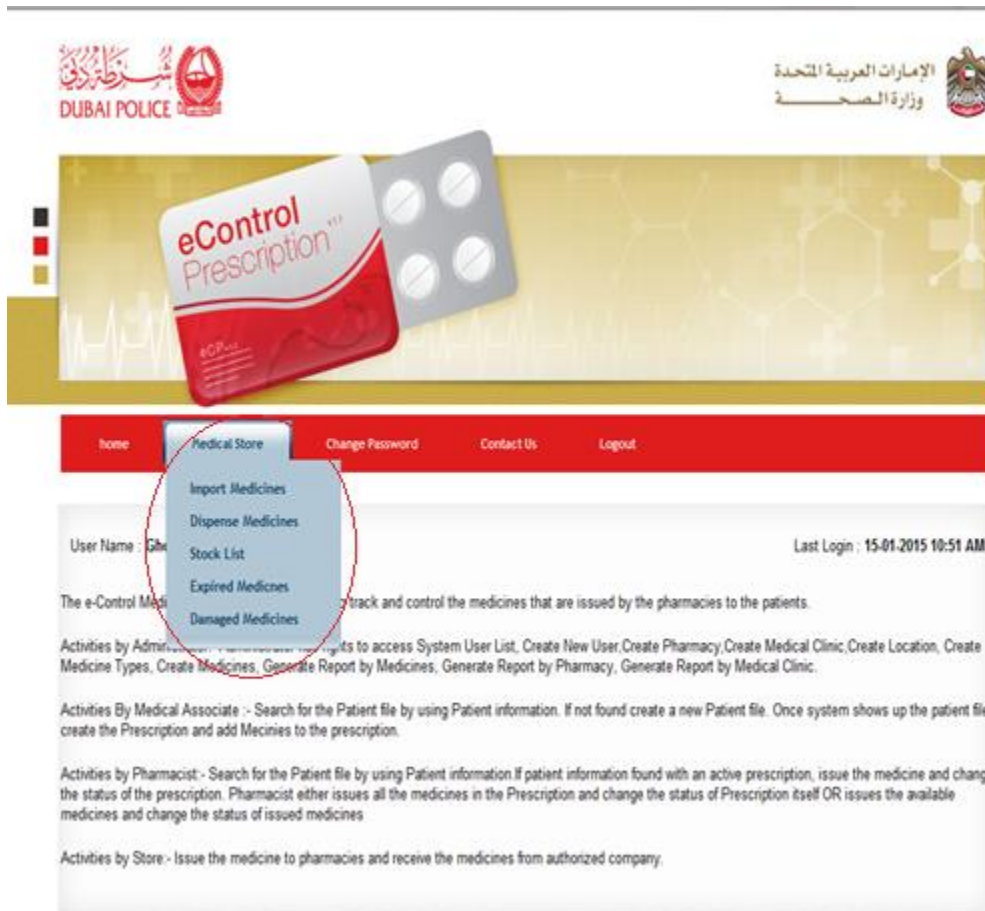 شرطة دبي
DUBAI POLICE
الإمارات العربية المتحدة
وزارة الصحة
eControl
Prescription
eCP
home
Medical Store
Change Password
Contact Us
Logout
Import Medicines
Dispense Medicines
Stock List
Expired Medicnes
Damaged Medicines
User Name : Ghe
Last Login : 15-01-2015 10:51 AM
The e-Control Medi track and control the medicines that are issued by the pharmacies to the patients.
Activities by Admin to access System User List, Create New User,Create Pharmacy,Create Medical Clinic,Create Location, Create
Medicine Types, Create Medicines, Generate Report by Medicines, Generate Report by Pharmacy, Generate Report by Medical Clinic.
Activities By Medical Associate :- Search for the Patient file by using Patient information. If not found create a new Patient file. Once system shows up the patient file
create the Prescription and add Mecinies to the prescription.
Activities by Pharmacist:- Search for the Patient file by using Patient information.If patient information found with an active prescription, issue the medicine and chang
the status of the prescription. Pharmacist either issues all the medicines in the Prescription and change the status of Prescription itself OR issues the available
medicines and change the status of issued medicines
Activities by Store:- Issue the medicine to pharmacies and receive the medicines from authorized company.